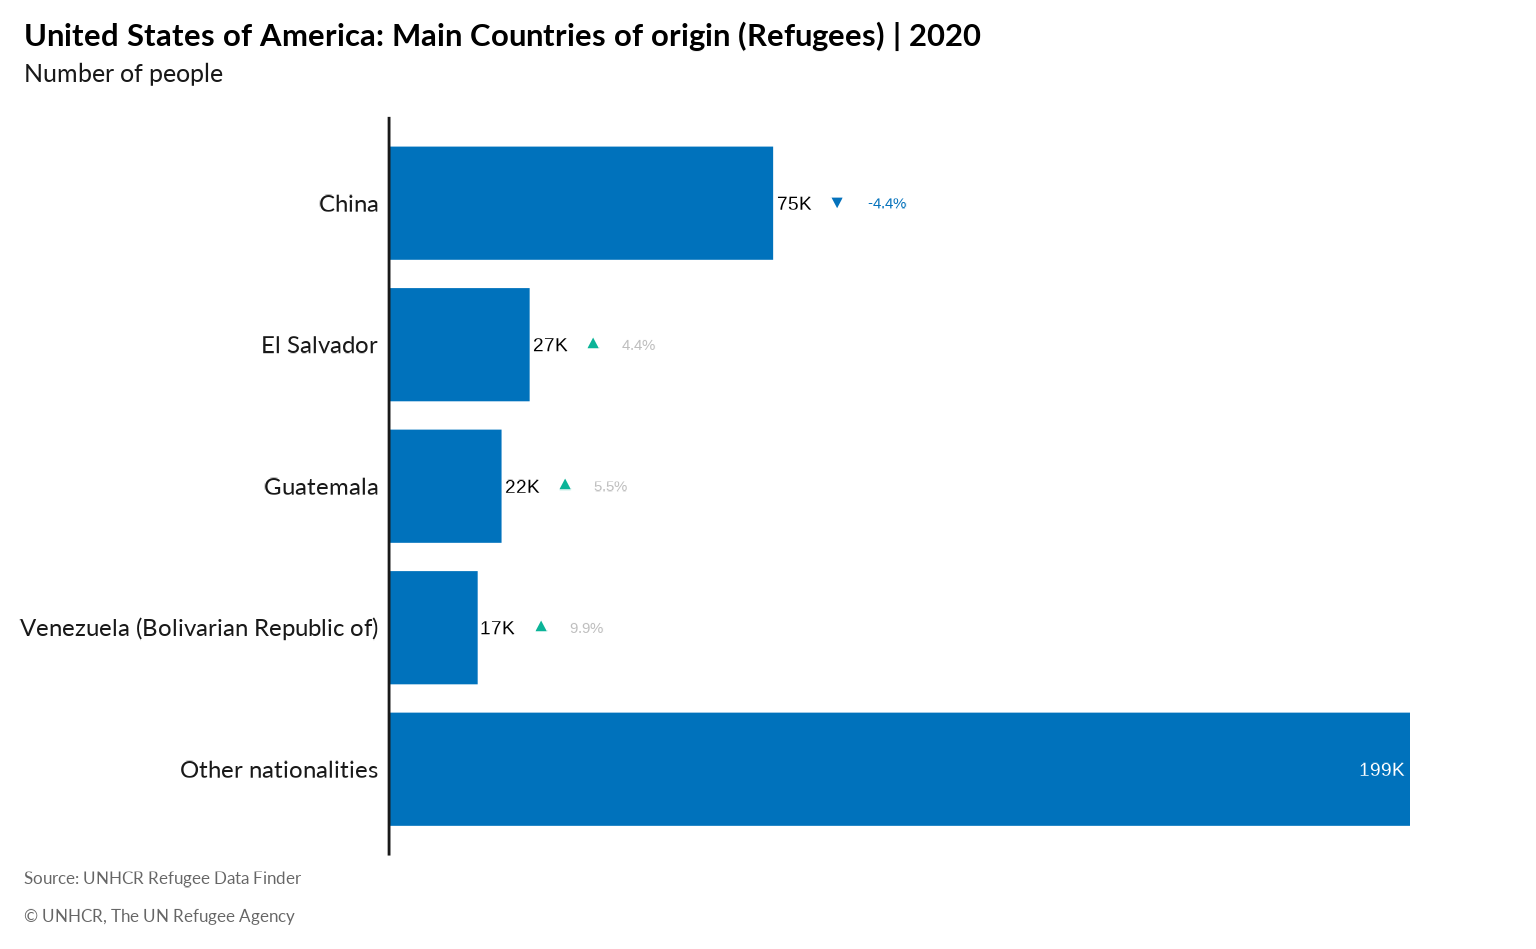 United States of America: Main Countries of origin (Refugees) | 2020
Number of people
China 75K ▼ -4.4%
El Salvador 27K ▲ 4.4%
Guatemala 22K ▲ 5.5%
Venezuela (Bolivarian Republic of) 17K ▲ 9.9%
Other nationalities 199K
Source: UNHCR Refugee Data Finder
© UNHCR, The UN Refugee Agency